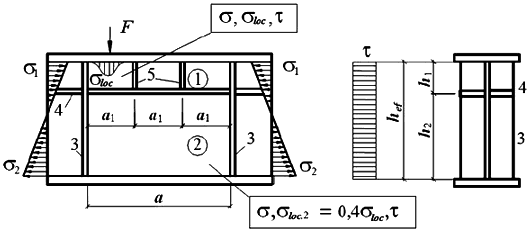 σ, σloc, τ
F
σ1
σloc
5
1
σ1
τ
4
a1
a1
a1
hef
h1
4
3
2
3
h2
3
σ2
σ2
a
σ, σloc.2 = 0,4σloc, τ